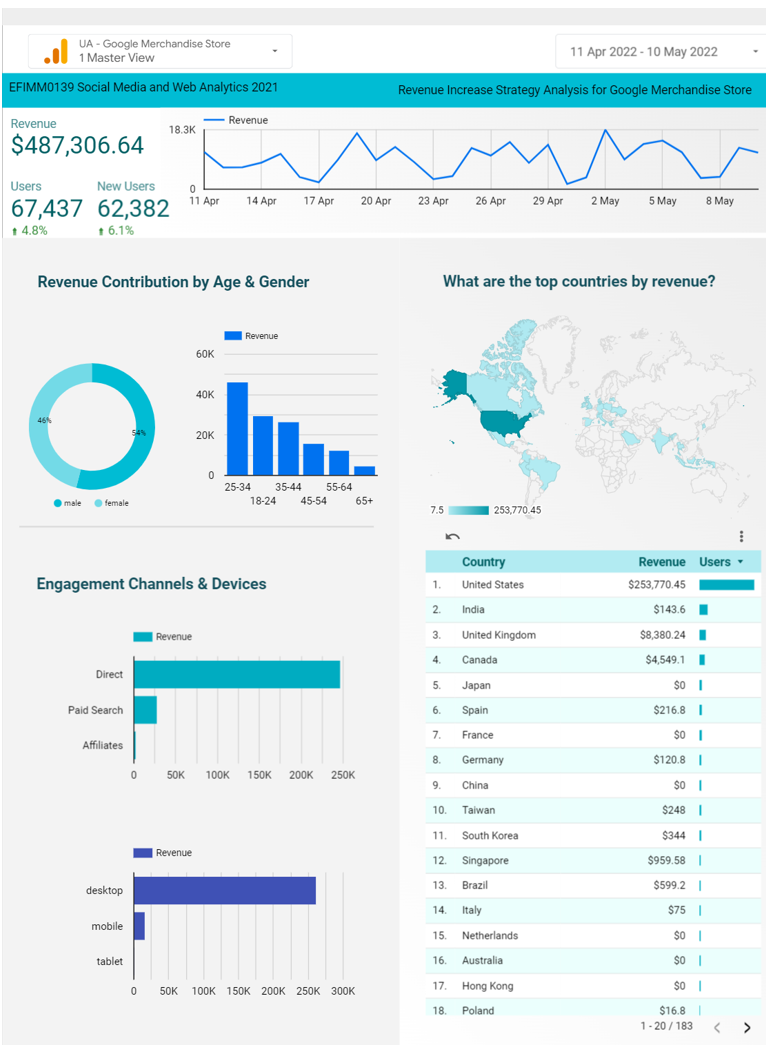 UA - Google Merchandise Store
1 Master View
11 Apr 2022 - 10 May 2022
EFIMM0139 Social Media and Web Analytics 2021
Revenue Increase Strategy Analysis for Google Merchandise Store
Revenue
$487,306.64
Users
New Users
67,437
62,382
4.8%
6.1%
Revenue
18.3K
0
11 Apr 14 Apr 17 Apr 20 Apr 23 Apr 26 Apr 29 Apr 2 May 5 May 8 May
Revenue Contribution by Age & Gender
46%
54%
male female
Revenue
60K
40K
20K
0
25-34 35-44 55-64
18-24 45-54 65+
What are the top countries by revenue?
7.5 253,770.45
Engagement Channels & Devices
Revenue
Direct
Paid Search
Affiliates
0 50K 100K 150K 200K 250K
Revenue
desktop
mobile
tablet
0 50K 100K 150K 200K 250K 300K
Country Revenue Users
1. United States $253,770.45
2. India $143.6
3. United Kingdom $8,380.24
4. Canada $4,549.1
5. Japan $0
6. Spain $216.8
7. France $0
8. Germany $120.8
9. China $0
10. Taiwan $248
11. South Korea $344
12. Singapore $959.58
13. Brazil $599.2
14. Italy $75
15. Netherlands $0
16. Australia $0
17. Hong Kong $0
18. Poland $16.8
1 - 20 / 183